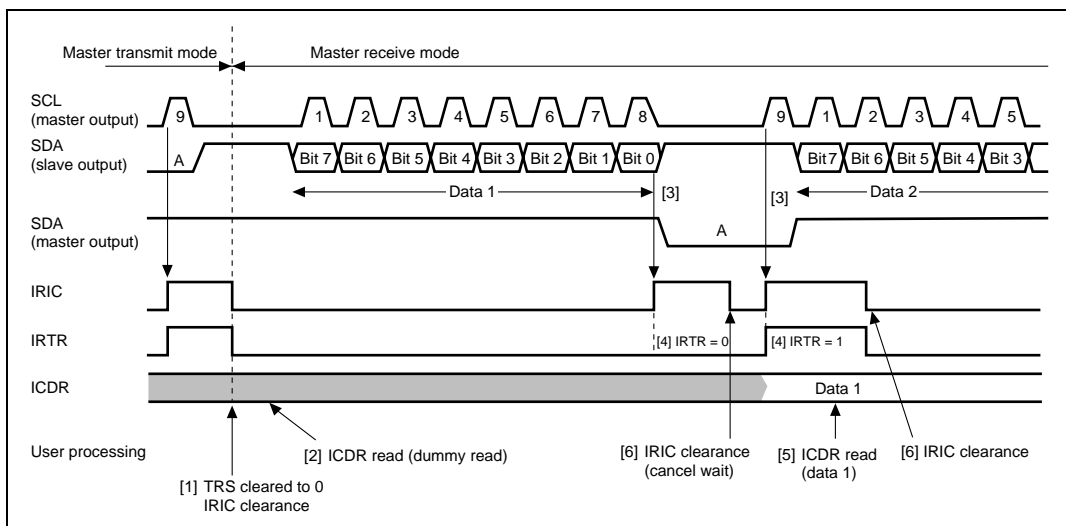 Master transmit mode
Master receive mode
SCL
(master output)
9 1 2 3 4 5 6 7 8 9 1 2 3 4 5
SDA
(slave output)
A Bit 7 Bit 6 Bit 5 Bit 4 Bit 3 Bit 2 Bit 1 Bit 0 Bit7 Bit 6 Bit 5 Bit 4 Bit 3
Data 1 [3] [3] Data 2
SDA
(master output)
A
IRIC
IRTR
[4] IRTR = 0 [4] IRTR = 1
ICDR
Data 1
User processing
[1] TRS cleared to 0
IRIC clearance
[2] ICDR read (dummy read)
[6] IRIC clearance
(cancel wait)
[5] ICDR read
(data 1)
[6] IRIC clearance